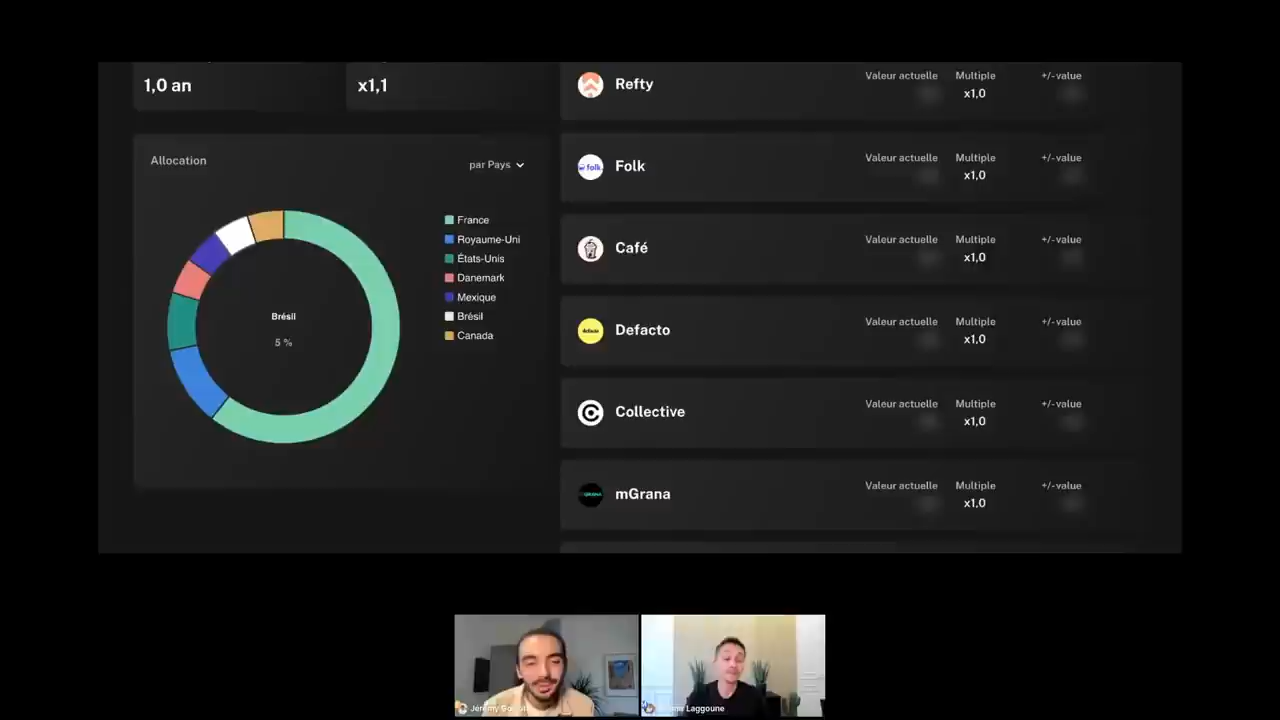 1,0 an
x1,1
Allocation
par Pays
France
Royaume-Uni
États-Unis
Danemark
Mexique
Brésil
Canada
Brésil
5 %
Refty
Valeur actuelle
Multiple
+/-value
x1,0
folk
Folk
Valeur actuelle
Multiple
+/-value
x1,0
Café
Valeur actuelle
Multiple
+/-value
x1,0
defacto
Defacto
Valeur actuelle
Multiple
+/-value
x1,0
Collective
Valeur actuelle
Multiple
+/-value
x1,0
mGrana
Valeur actuelle
Multiple
+/-value
x1,0
Jérémy
Laggoune